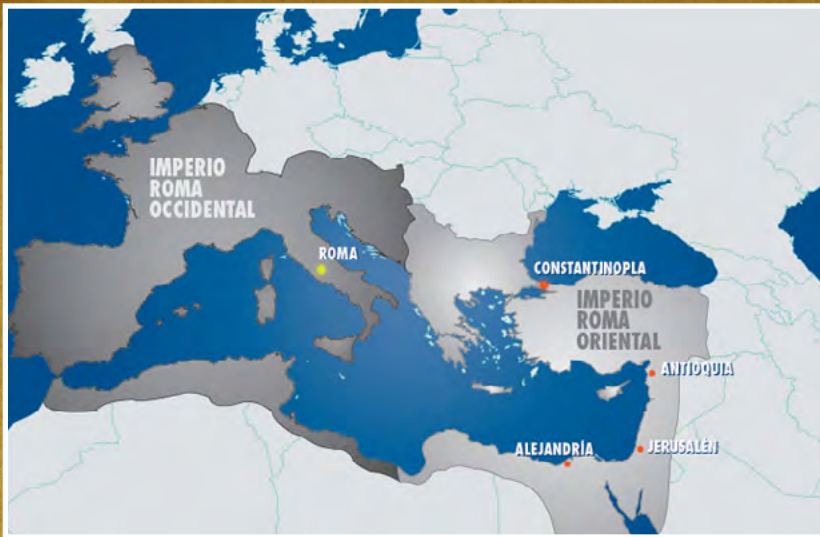 IMPERIO
ROMA
OCCIDENTAL
ROMA
CONSTANTINOPLA
IMPERIO
ROMA
ORIENTAL
ANTIOQUIA
ALEJANDRÍA
JERUSALÉN